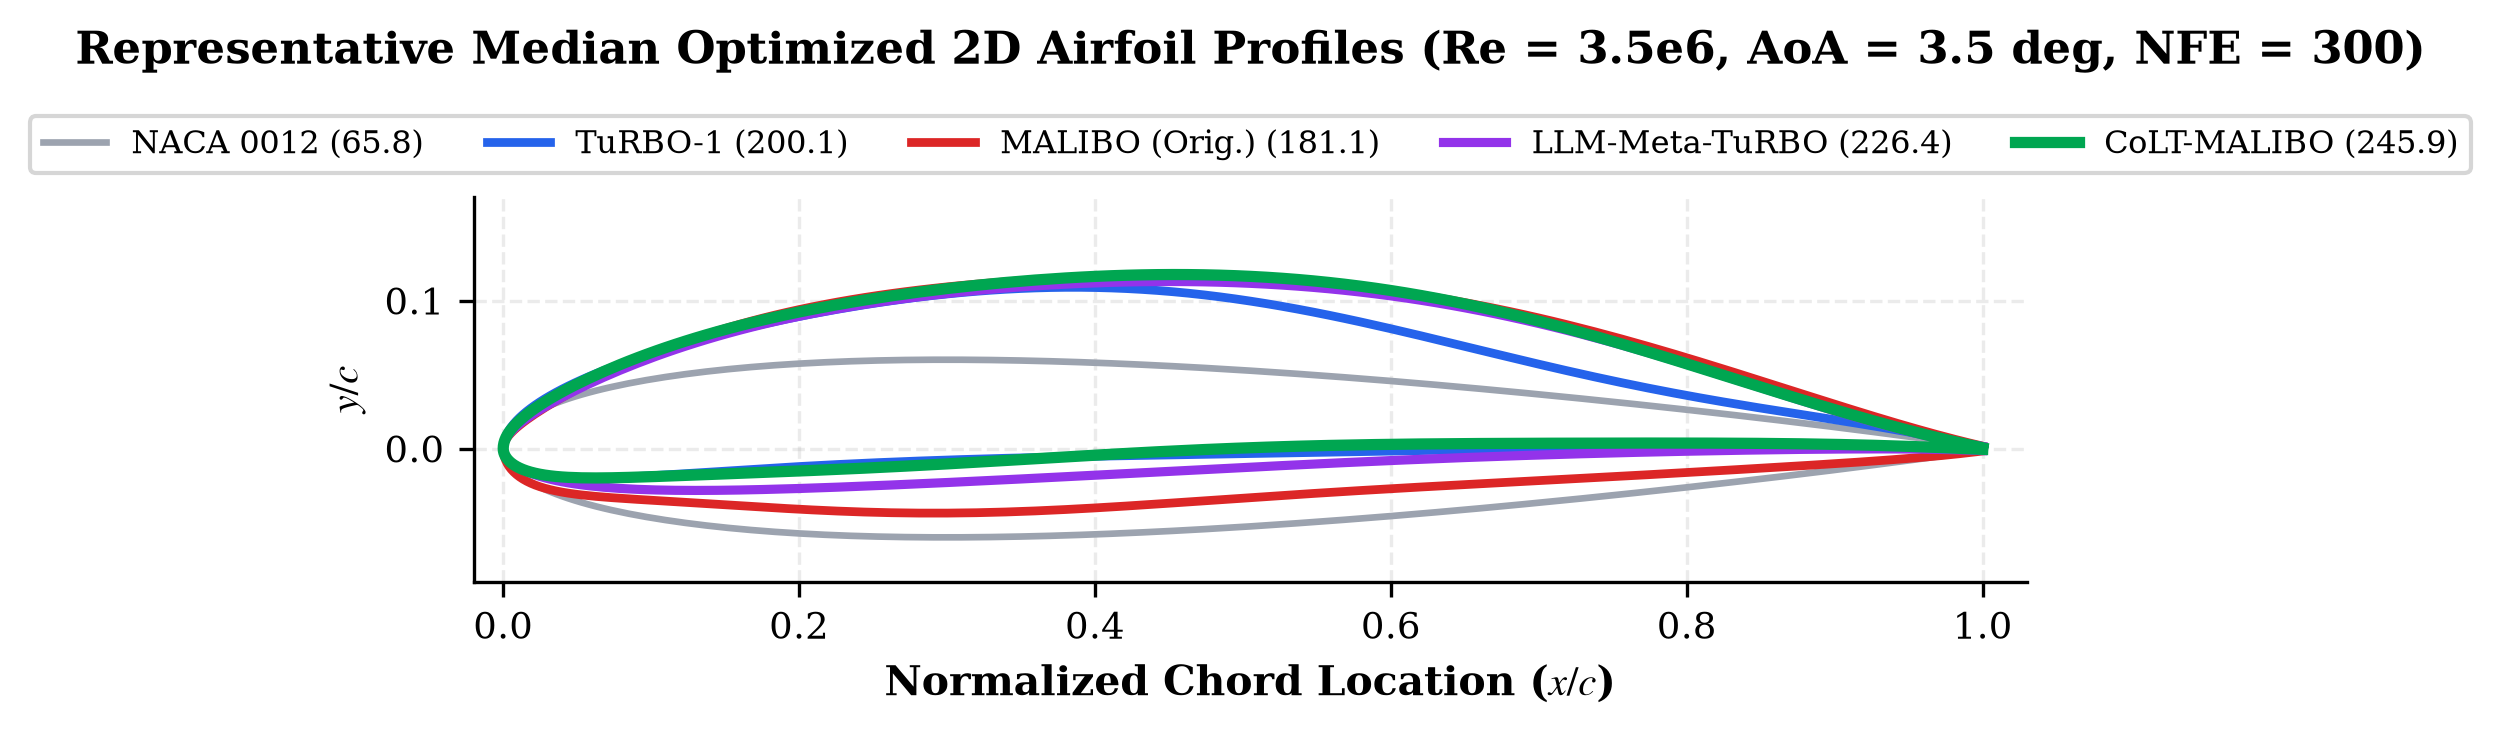 Representative Median Optimized 2D Airfoil Profiles (Re = 3.5e6, AoA = 3.5 deg, NFE = 300)
NACA 0012 (65.8) TuRBO-1 (200.1) MALIBO (Orig.) (181.1) LLM-Meta-TuRBO (226.4) CoLT-MALIBO (245.9)
0.1
y/c
0.0
0.0 0.2 0.4 0.6 0.8 1.0
Normalized Chord Location (x/c)